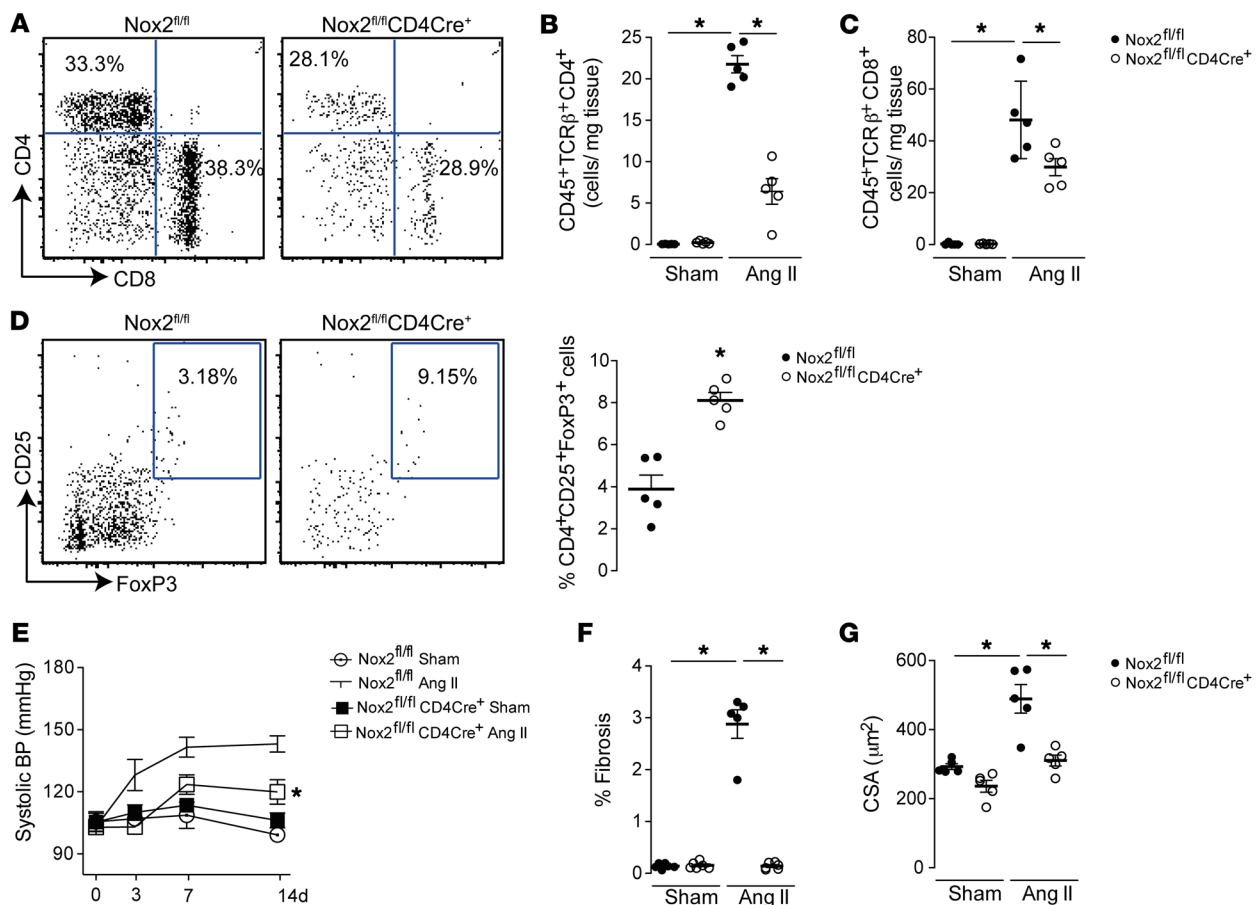 A
Nox2fl/fl
Nox2fl/flCD4Cre+
33.3%
38.3%
28.1%
28.9%
CD4
CD8
B
CD45+TCRβ+CD4+
(cells/ mg tissue)
25
20
15
10
5
0
*
*
Sham
Ang II
C
CD45+TCRβ+ CD8+
cells/ mg tissue
80
60
40
20
0
*
*
Sham
Ang II
Nox2fl/fl
Nox2fl/flCD4Cre+
D
Nox2fl/fl
Nox2fl/flCD4Cre+
3.18%
9.15%
CD25
FoxP3
% CD4+CD25+FoxP3+ cells
10
8
6
4
2
0
*
Nox2fl/fl
Nox2fl/flCD4Cre+
E
Systolic BP (mmHg)
180
150
120
90
0 3 7 14d
*
Nox2fl/fl Sham
Nox2fl/fl Ang II
Nox2fl/fl CD4Cre+ Sham
Nox2fl/fl CD4Cre+ Ang II
F
% Fibrosis
4
3
2
1
0
*
*
Sham
Ang II
G
CSA (μm2)
600
400
200
0
*
*
Sham
Ang II
Nox2fl/fl
Nox2fl/flCD4Cre+